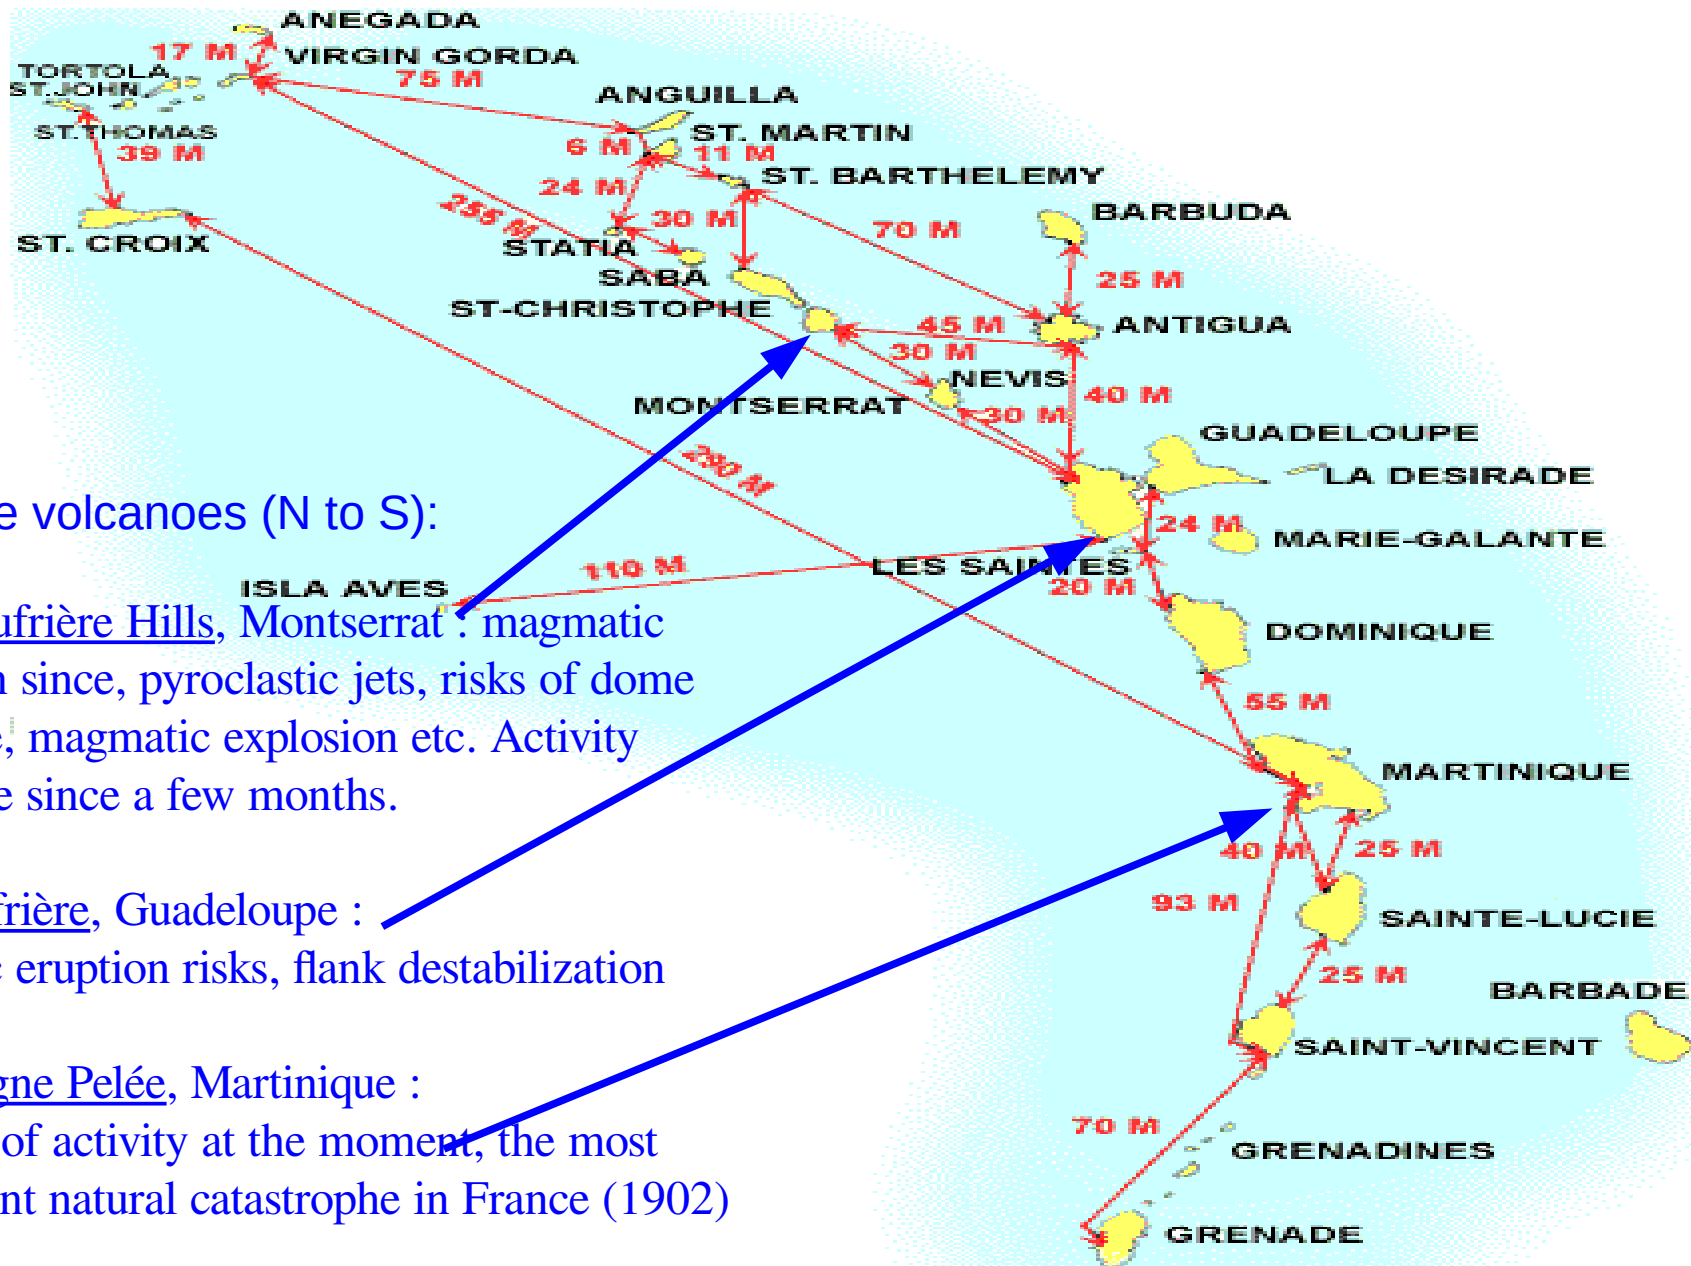 ANEGADA
17 M
VIRGIN GORDA
TORTOLA
75 M
ST.JOHN
ANGUILLA
ST.THOMAS
ST. MARTIN
39 M
6 M
11 M
ST. BARTHELEMY
24 M
255 M
30 M
70 M
BARBUDA
ST. CROIX
STATIA
SABA
25 M
ST-CHRISTOPHE
45 M
ANTIGUA
30 M
NEVIS
MONTSERRAT
30 M
40 M
GUADELOUPE
290 M
LA DESIRADE
e volcanoes (N to S):
24 M
MARIE-GALANTE
110 M
LES SAINTES
20 M
ISLA AVES
DOMINIQUE
ufrière Hills, Montserrat : magmatic
n since, pyroclastic jets, risks of dome
e, magmatic explosion etc. Activity
e since a few months.
55 M
MARTINIQUE
40 M
25 M
93 M
SAINTE-LUCIE
frière, Guadeloupe :
c eruption risks, flank destabilization
25 M
BARBADE
SAINT-VINCENT
gne Pelée, Martinique :
of activity at the moment, the most
nt natural catastrophe in France (1902)
70 M
GRENADINES
GRENADE